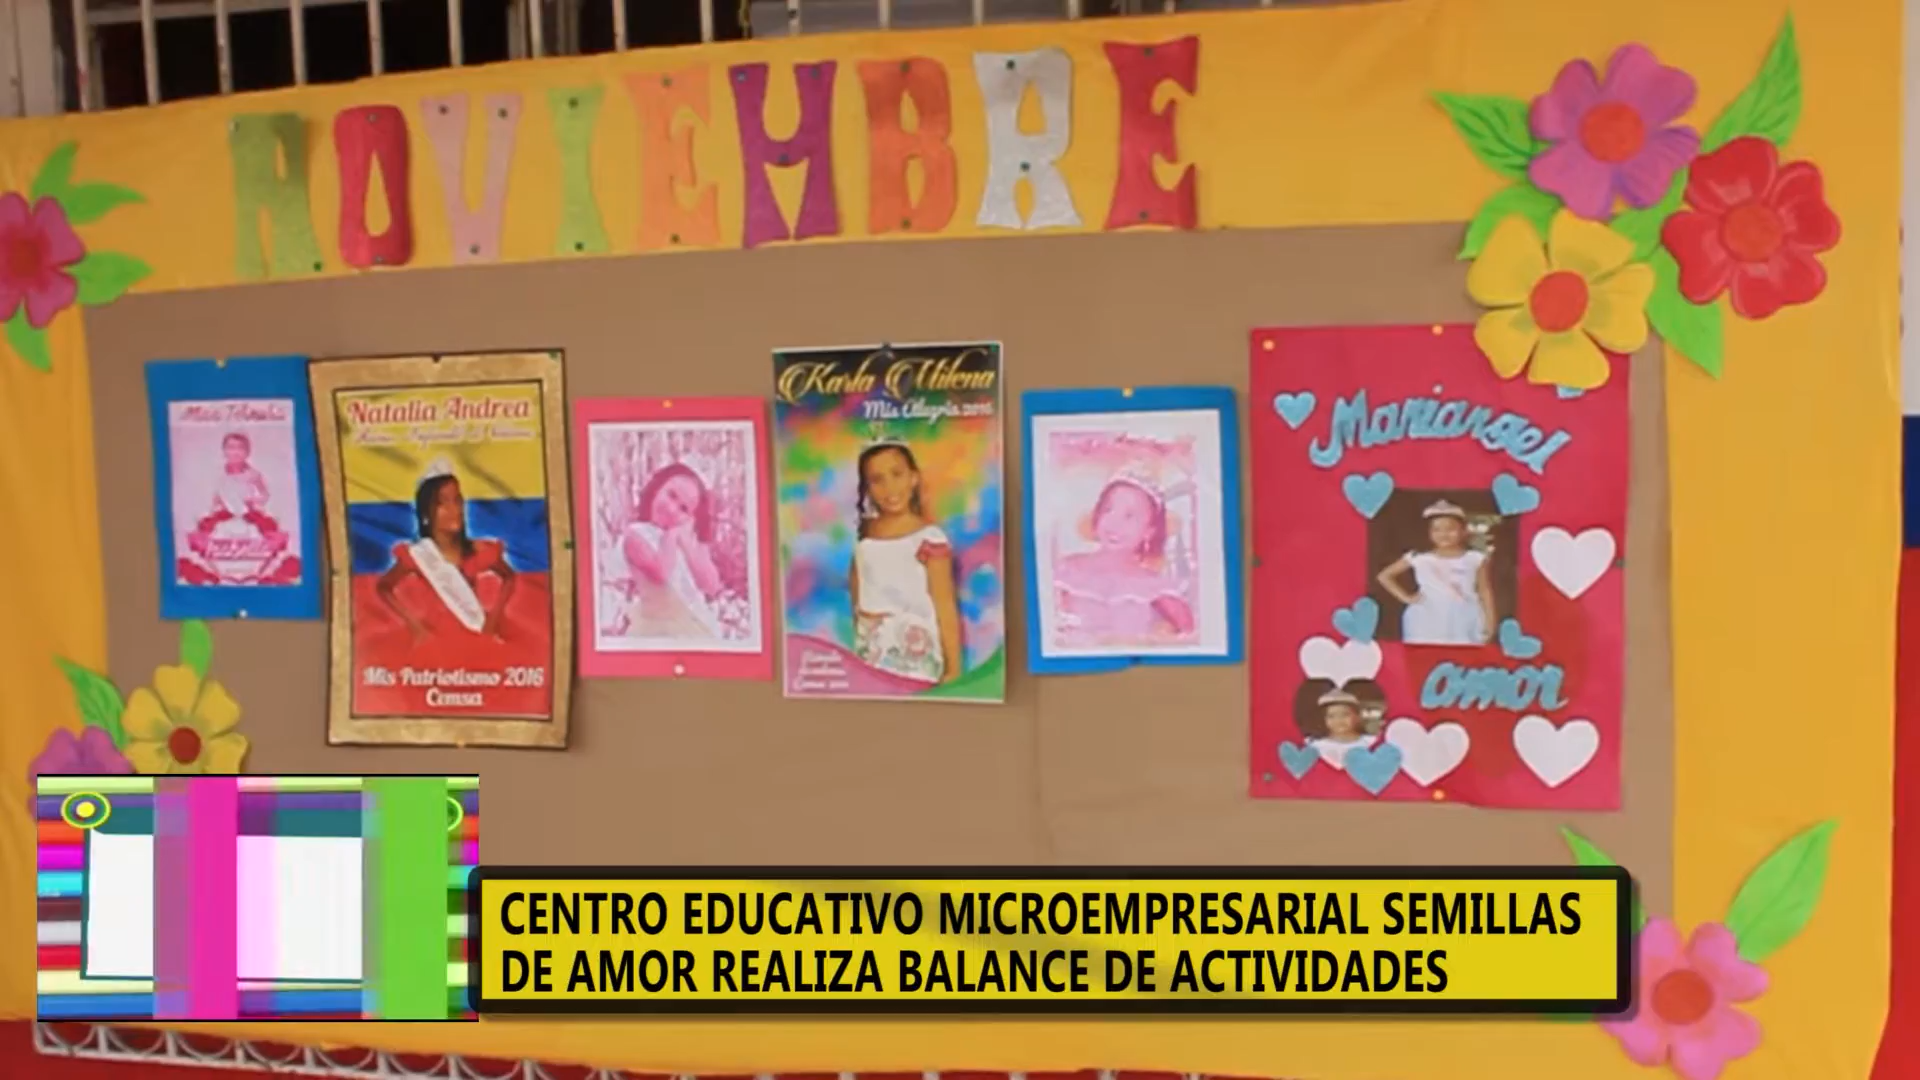 NOVIEMBRE
Natalia Andrea
Mis Patriotismo 2016
Cemsa
Karla Milena
Mis Alegria 2016
Mariangel
amor
CENTRO EDUCATIVO MICROEMPRESARIAL SEMILLAS
DE AMOR REALIZA BALANCE DE ACTIVIDADES